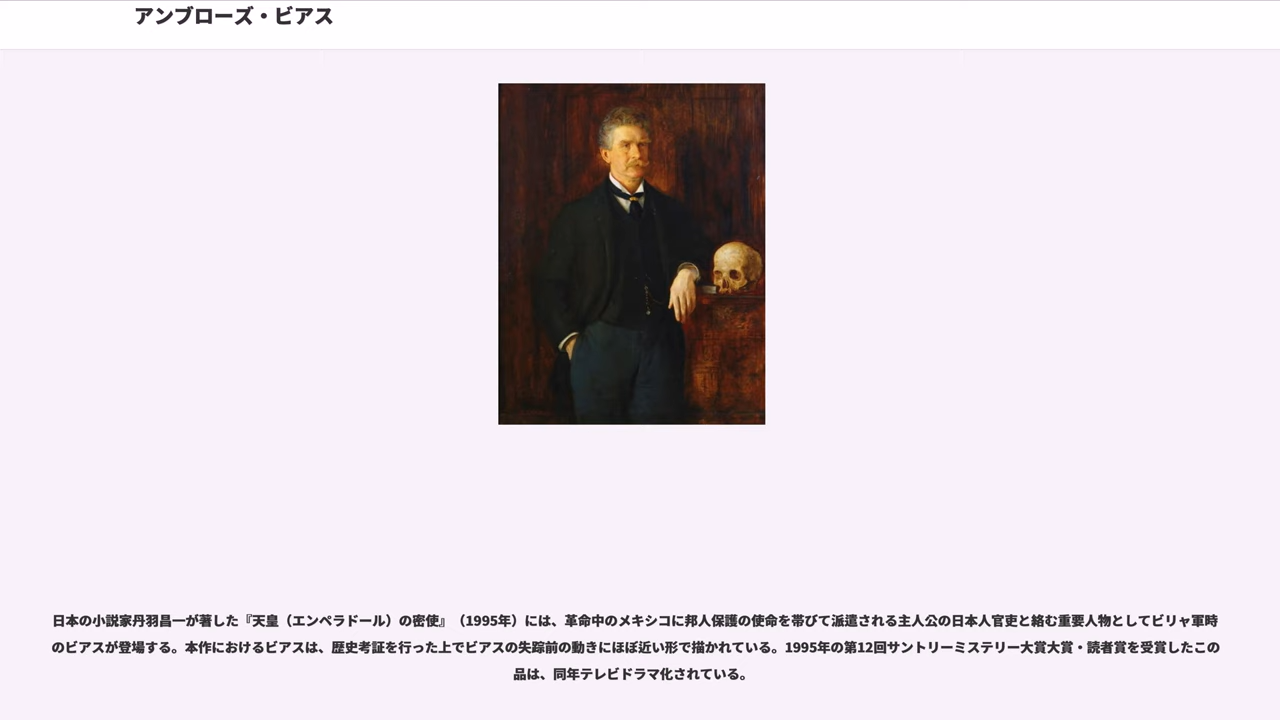 アンブローズ・ビアス
日本の小説家丹羽昌一が著した『天皇（エンペラドール）の密使』（1995年）には、革命中のメキシコに邦人保護の使命を帯びて派遣される主人公の日本人官吏と絡む重要人物としてビリャ軍時
のビアスが登場する。本作におけるビアスは、歴史考証を行った上でビアスの失踪前の動きにほぼ近い形で描かれている。1995年の第12回サントリーミステリー大賞大賞・読者賞を受賞したこの
品は、同年テレビドラマ化されている。